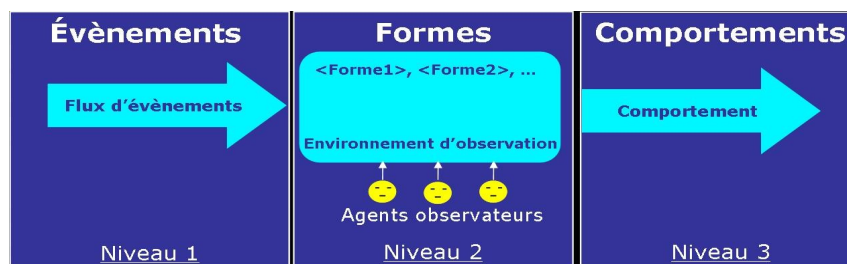 Évènements
Flux d'évènements
Niveau 1
Formes
<Forme1>, <Forme2>, ...
Environnement d'observation
Agents observateurs
Niveau 2
Comportements
Comportement
Niveau 3